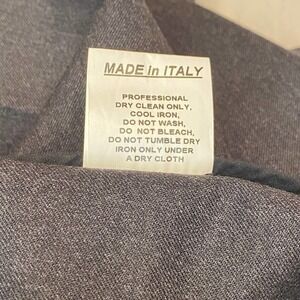 MADE in ITALY
PROFESSIONAL
DRY CLEAN ONLY,
COOL IRON,
DO NOT WASH,
DO NOT BLEACH,
DO NOT TUMBLE DRY
IRON ONLY UNDER
A DRY CLOTH